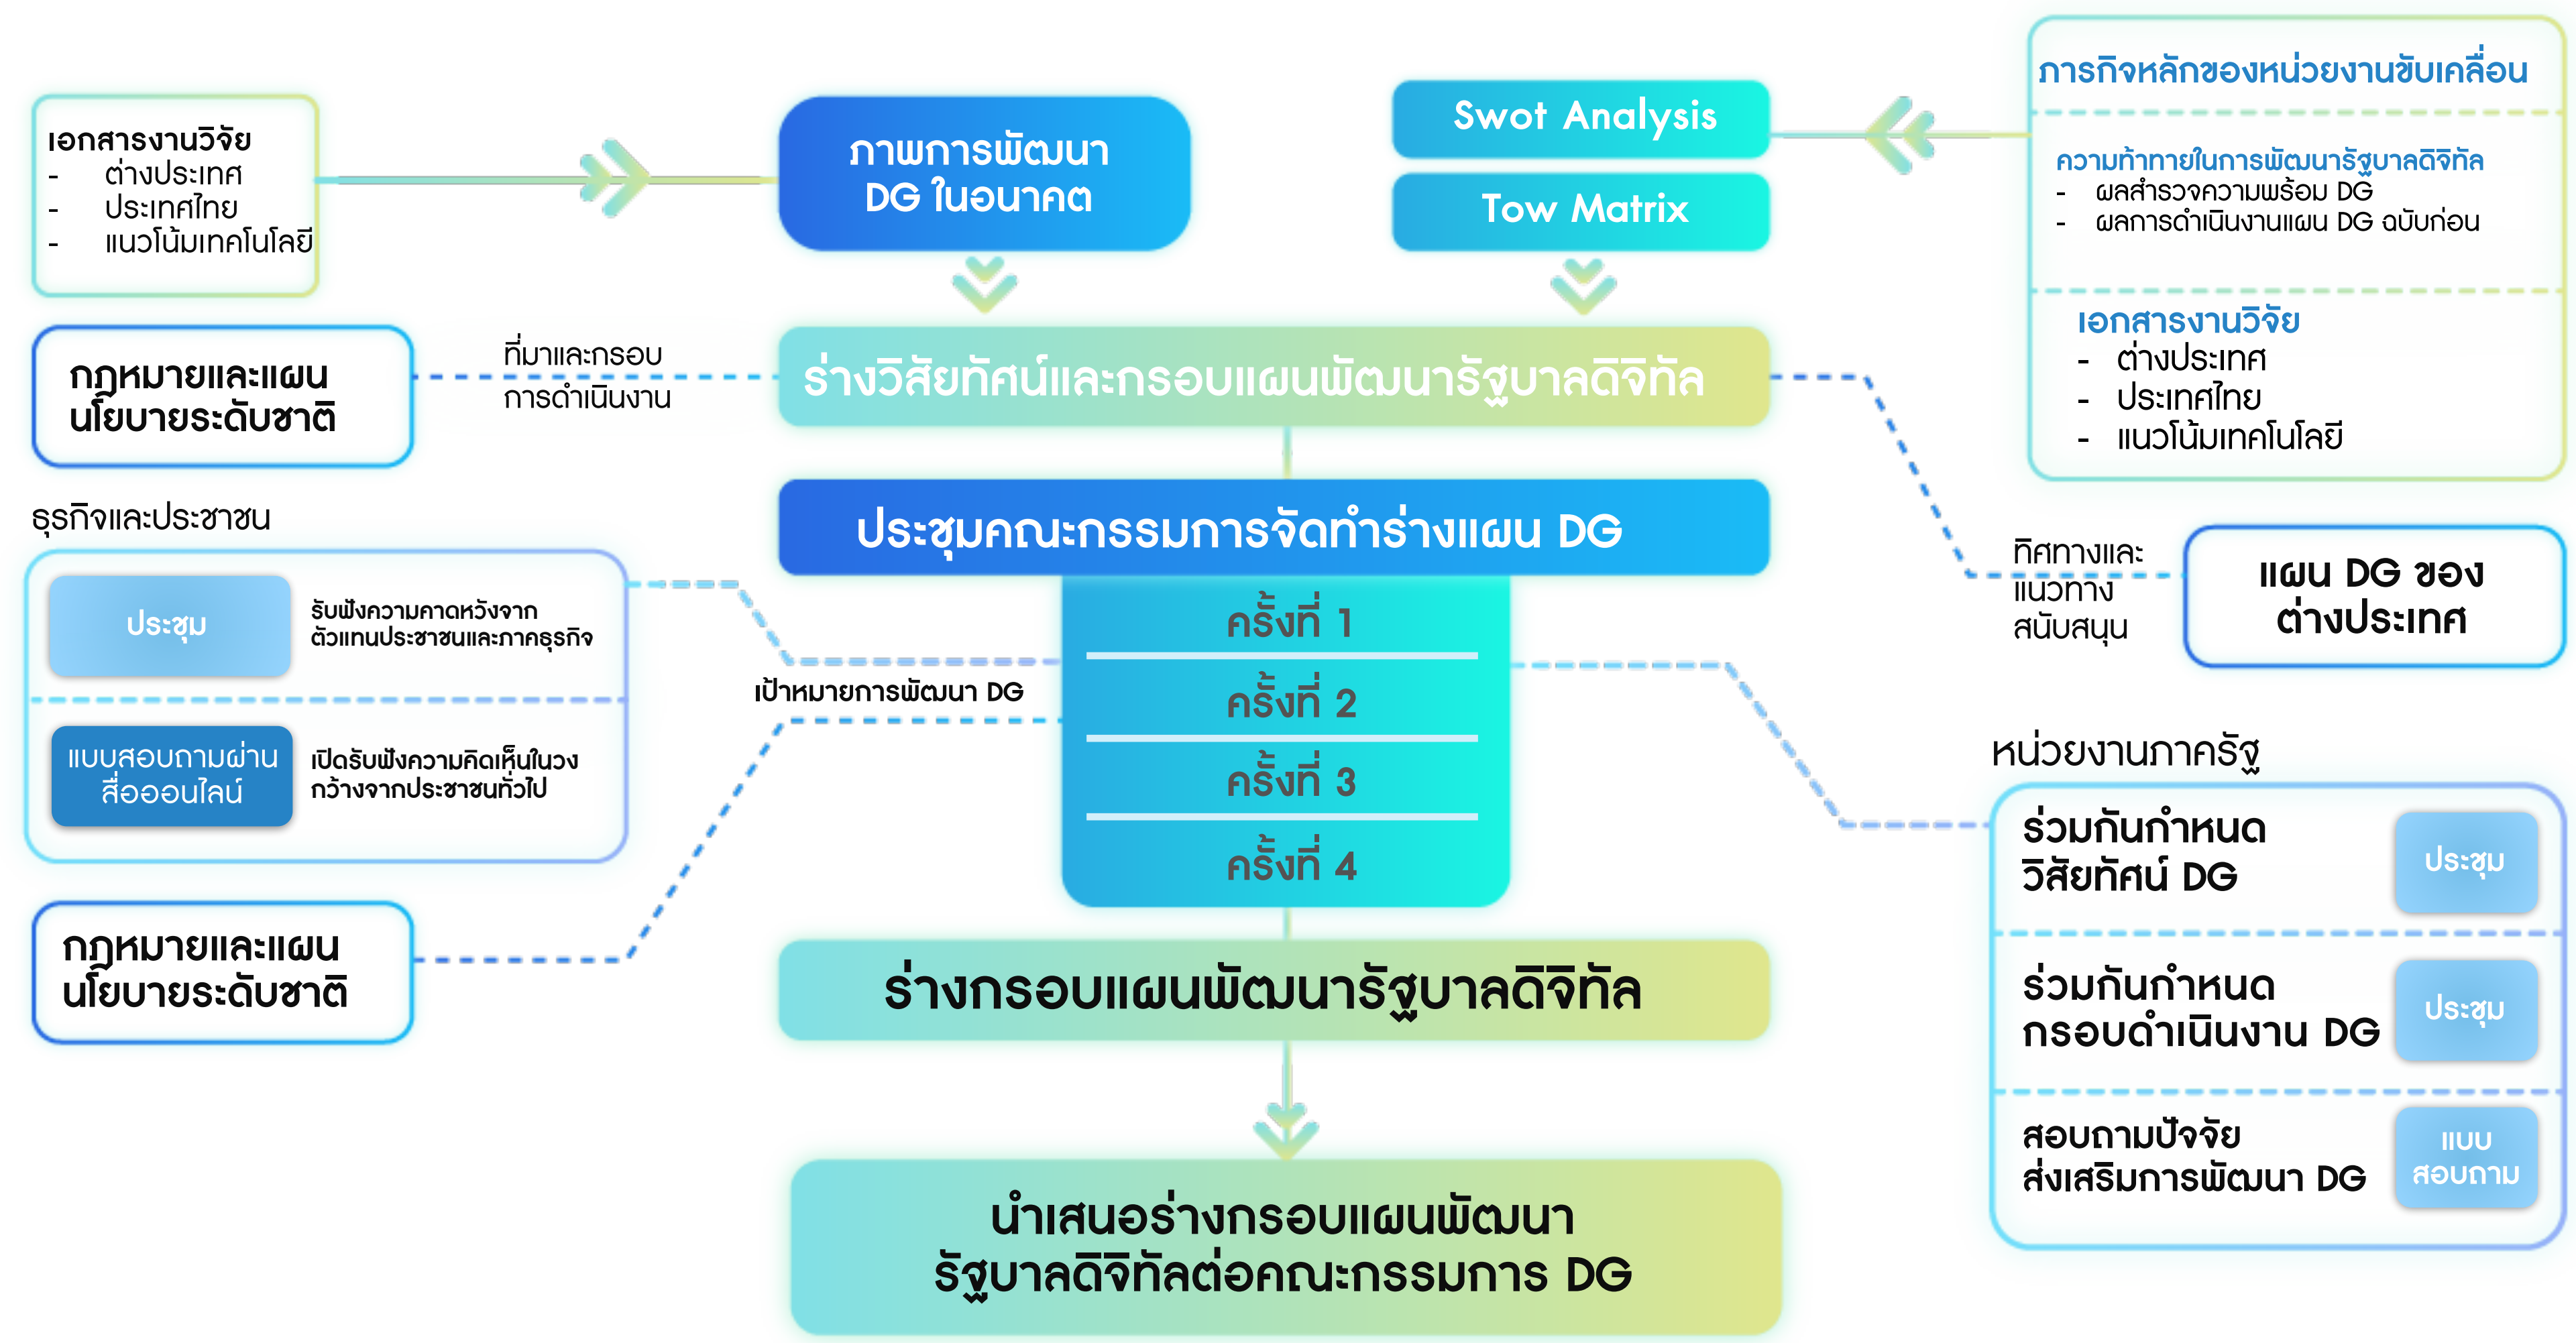 เอกสารงานวิจัย
- ต่างประเทศ
- ประเทศไทย
- แนวโน้มเทคโนโลยี
ภาพการพัฒนา
DG ในอนาคต
Swot Analysis
Tow Matrix
ภารกิจหลักของหน่วยงานขับเคลื่อน
ความท้าทายในการพัฒนารัฐบาลดิจิทัล
- ผลสำรวจความพร้อม DG
- ผลการดำเนินงานแผน DG ฉบับก่อน
เอกสารงานวิจัย
- ต่างประเทศ
- ประเทศไทย
- แนวโน้มเทคโนโลยี
กฎหมายและแผน
นโยบายระดับชาติ
ที่มาและกรอบ
การดำเนินงาน
ร่างวิสัยทัศน์และกรอบแผนพัฒนารัฐบาลดิจิทัล
ประชุมคณะกรรมการจัดทำร่างแผน DG
ครั้งที่ 1
ครั้งที่ 2
ครั้งที่ 3
ครั้งที่ 4
ทิศทางและ
แนวทาง
สนับสนุน
แผน DG ของ
ต่างประเทศ
ธุรกิจและประชาชน
ประชุม
รับฟังความคาดหวังจาก
ตัวแทนประชาชนและภาคธุรกิจ
แบบสอบถามผ่าน
สื่อออนไลน์
เปิดรับฟังความคิดเห็นในวง
กว้างจากประชาชนทั่วไป
เป้าหมายการพัฒนา DG
กฎหมายและแผน
นโยบายระดับชาติ
หน่วยงานภาครัฐ
ร่วมกันกำหนด
วิสัยทัศน์ DG
ประชุม
ร่วมกันกำหนด
กรอบดำเนินงาน DG
ประชุม
สอบถามปัจจัย
ส่งเสริมการพัฒนา DG
แบบ
สอบถาม
ร่างกรอบแผนพัฒนารัฐบาลดิจิทัล
นำเสนอร่างกรอบแผนพัฒนา
รัฐบาลดิจิทัลต่อคณะกรรมการ DG